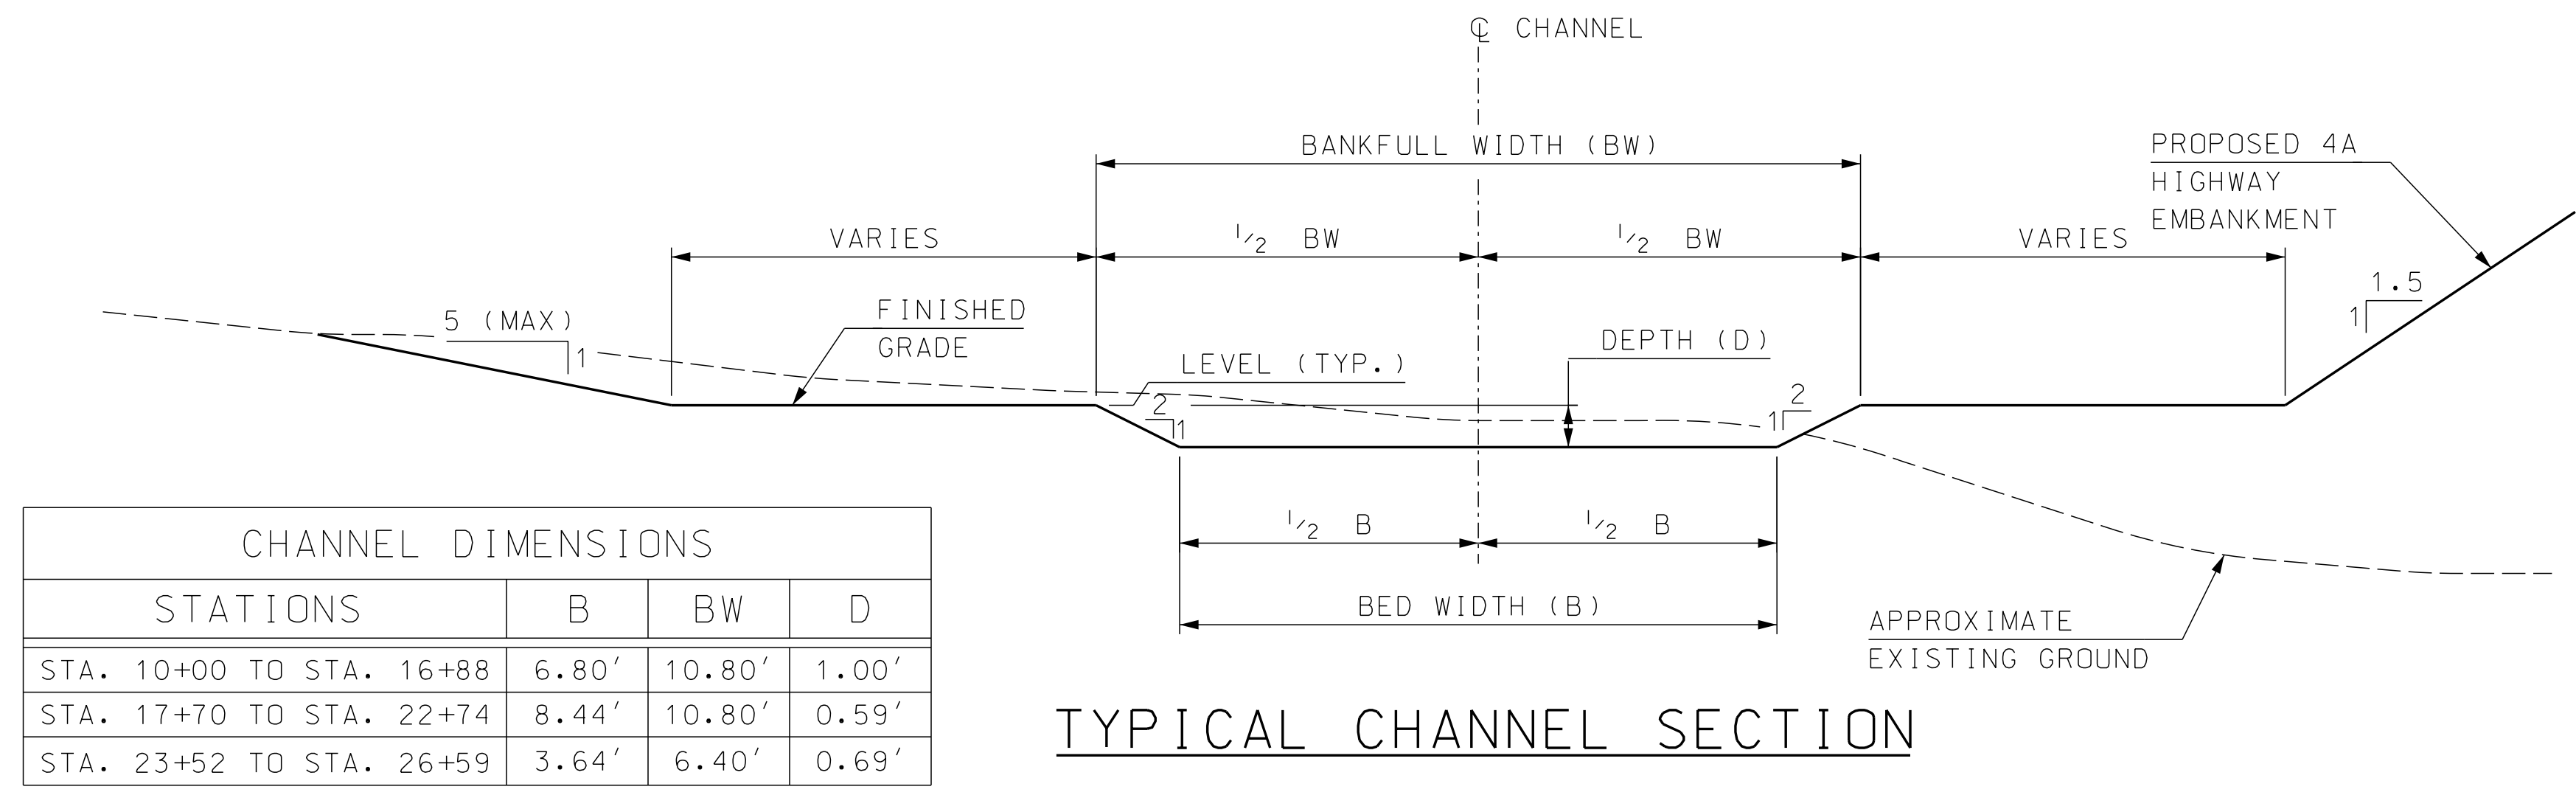 ℄ CHANNEL
BANKFULL WIDTH (BW)
PROPOSED 4A
HIGHWAY
EMBANKMENT
VARIES
1/2 BW
1/2 BW
VARIES
1.5
1
5 (MAX)
1
FINISHED
GRADE
LEVEL (TYP.)
DEPTH (D)
2
1
2
1
1/2 B
1/2 B
BED WIDTH (B)
APPROXIMATE
EXISTING GROUND
CHANNEL DIMENSIONS
STATIONS B BW D
STA. 10+00 TO STA. 16+88 6.80' 10.80' 1.00'
STA. 17+70 TO STA. 22+74 8.44' 10.80' 0.59'
STA. 23+52 TO STA. 26+59 3.64' 6.40' 0.69'
TYPICAL CHANNEL SECTION